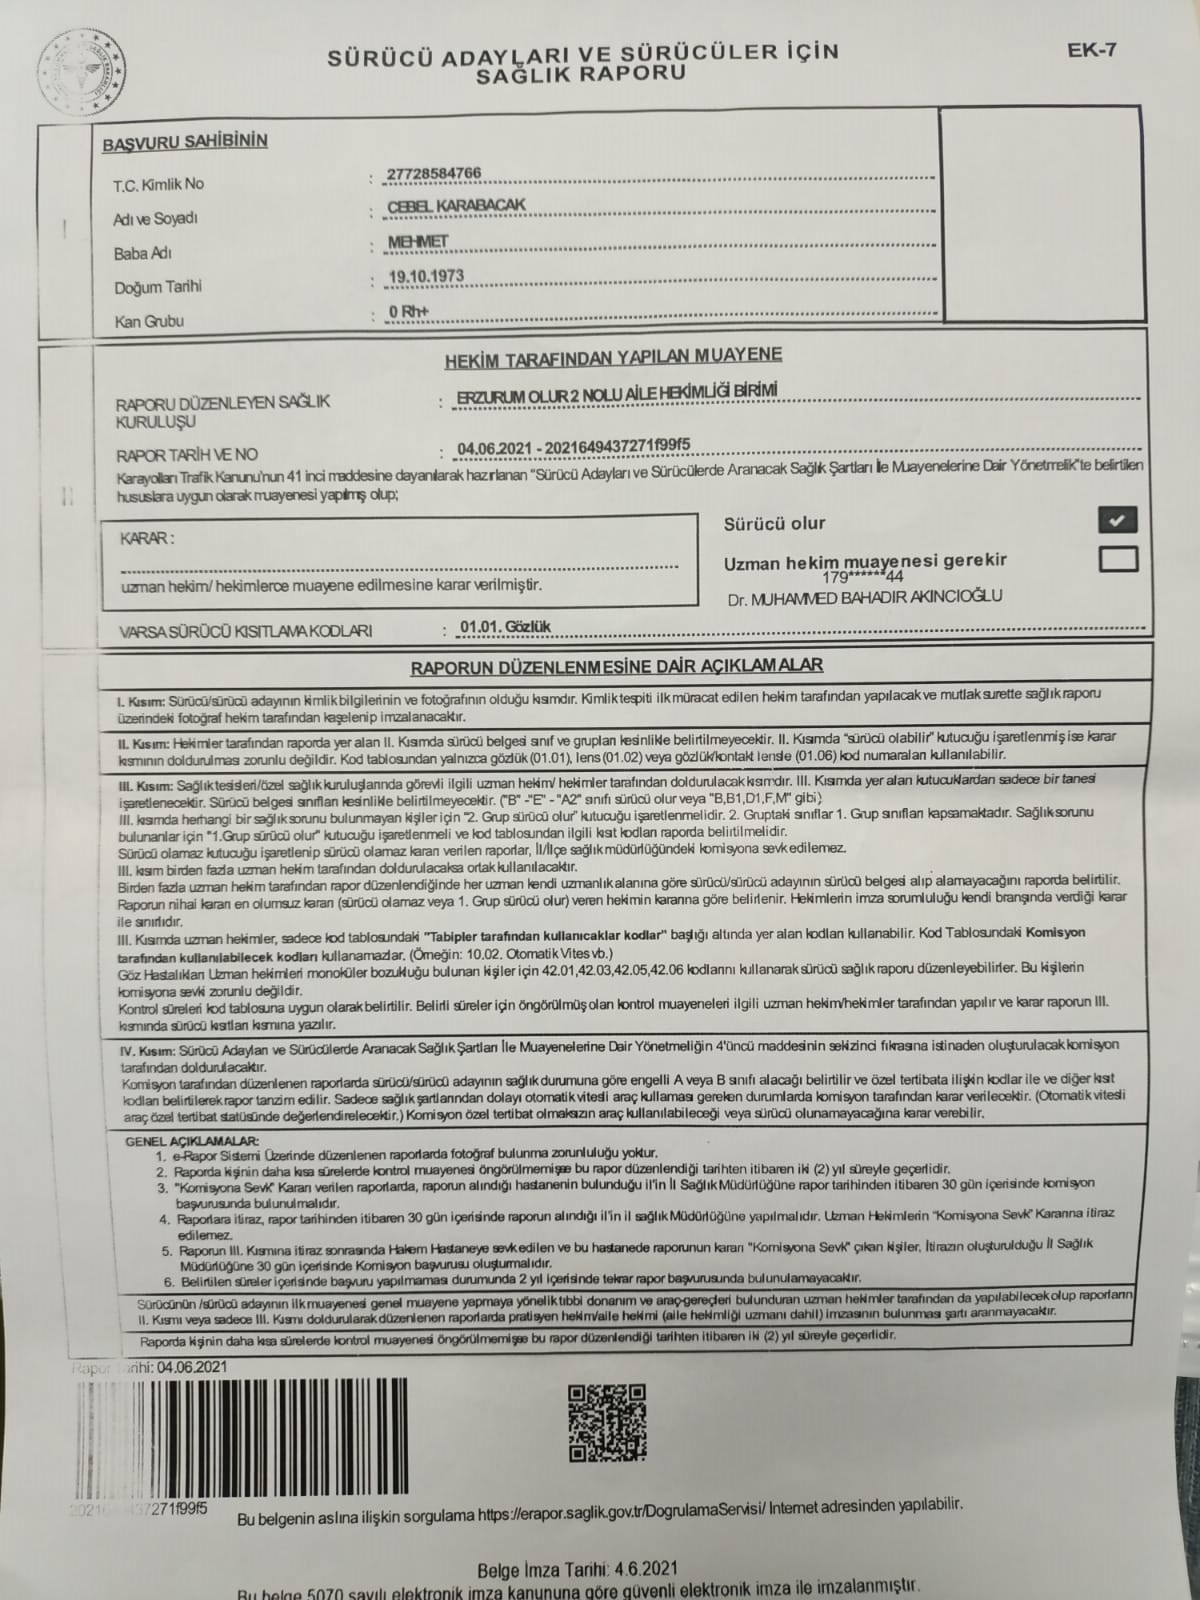 SÜRÜCÜ ADAYLARI VE SÜRÜCÜLER İÇİN
SAĞLIK RAPORU
EK-7
BAŞVURU SAHİBİNİN
I
T.C. Kimlik No : 27728584766
Adı ve Soyadı : CEBEL KARABACAK
Baba Adı : MEHMET
Doğum Tarihi : 19.10.1973
Kan Grubu : 0 Rh+
HEKİM TARAFINDAN YAPILAN MUAYENE
II
RAPORU DÜZENLEYEN SAĞLIK : ERZURUM OLUR 2 NOLU AİLE HEKİMLİĞİ BİRİMİ
KURULUŞU
RAPOR TARİH VE NO : 04.06.2021 - 2021649437271f99f5
Karayolları Trafik Kanunu'nun 41 inci maddesine dayanılarak hazırlanan "Sürücü Adayları ve Sürücülerde Aranacak Sağlık Şartları İle Muayenelerine Dair Yönetmelik"te belirtilen
hususlara uygun olarak muayenesi yapılmış olup;
KARAR :
uzman hekim/ hekimlerce muayene edilmesine karar verilmiştir.
Sürücü olur
Uzman hekim muayenesi gerekir
179******44
Dr. MUHAMMED BAHADIR AKINCIOĞLU
VARSA SÜRÜCÜ KISITLAMA KODLARI : 01.01. Gözlük
RAPORUN DÜZENLENMESİNE DAİR AÇIKLAMALAR
I. Kısım: Sürücü/sürücü adayının kimlik bilgilerinin ve fotoğrafının olduğu kısımdır. Kimlik tespiti ilk müracat edilen hekim tarafından yapılacak ve mutlak surette sağlık raporu
üzerindeki fotoğraf hekim tarafından kaşelenip imzalanacaktır.
II. Kısım: Hekimler tarafından raporda yer alan II. Kısımda sürücü belgesi sınıf ve grupları kesinlikle belirtilmeyecektir. II. Kısımda "sürücü olabilir" kutucuğu işaretlenmiş ise karar
kısmının doldurulması zorunlu değildir. Kod tablosundan yalnızca gözlük (01.01), lens (01.02) veya gözlük/kontakt lensle (01.06) kod numaraları kullanılabilir.
III. Kısım: Sağlık tesisleri/özel sağlık kuruluşlarında görevli ilgili uzman hekim/ hekimler tarafından doldurulacak kısımdır. III. Kısımda yer alan kutucuklardan sadece bir tanesi
işaretlenecektir. Sürücü belgesi sınıfları kesinlikle belirtilmeyecektir. ("B" -"E" - "A2" sınıfı sürücü olur veya "B,B1,D1,F,M" gibi)
III. kısımda herhangi bir sağlık sorunu bulunmayan kişiler için "2. Grup sürücü olur" kutucuğu işaretlenmelidir. 2. Gruptaki sınıflar 1. Grup sınıfları kapsamaktadır. Sağlık sorunu
bulunanlar için "1.Grup sürücü olur" kutucuğu işaretlenmeli ve kod tablosundan ilgili kısıt kodları raporda belirtilmelidir.
Sürücü olamaz kutucuğu işaretlenip sürücü olamaz kararı verilen raporlar, İl/İlçe sağlık müdürlüğündeki komisyona sevk edilemez.
III. kısım birden fazla uzman hekim tarafından doldurulacaksa ortak kullanılacaktır.
Birden fazla uzman hekim tarafından rapor düzenlendiğinde her uzman kendi uzmanlık alanına göre sürücü/sürücü adayının sürücü belgesi alıp alamayacağını raporda belirtilir.
Raporun nihai kararı en olumsuz kararı (sürücü olamaz veya 1. Grup sürücü olur) veren hekimin kararına göre belirlenir. Hekimlerin imza sorumluluğu kendi branşında verdiği karar
ile sınırlıdır.
III. Kısımda uzman hekimler, sadece kod tablosundaki "Tabipler tarafından kullanıcaklar kodlar" başlığı altında yer alan kodları kullanabilir. Kod Tablosundaki Komisyon
tarafından kullanılabilecek kodları kullanamazlar. (Örneğin: 10.02. Otomatik Vites vb.)
Göz Hastalıkları Uzman hekimleri monoküler bozukluğu bulunan kişiler için 42.01,42.03,42.05,42.06 kodlarını kullanarak sürücü sağlık raporu düzenleyebilirler. Bu kişilerin
komisyona sevki zorunlu değildir.
Kontrol süreleri kod tablosuna uygun olarak belirtilir. Belirli süreler için öngörülmüş olan kontrol muayeneleri ilgili uzman hekim/hekimler tarafından yapılır ve karar raporun III.
kısmında sürücü kısıtları kısmına yazılır.
IV. Kısım: Sürücü Adayları ve Sürücülerde Aranacak Sağlık Şartları İle Muayenelerine Dair Yönetmeliğin 4'üncü maddesinin sekizinci fıkrasına istinaden oluşturulacak komisyon
tarafından doldurulacaktır.
Komisyon tarafından düzenlenen raporlarda sürücü/sürücü adayının sağlık durumuna göre engelli A veya B sınıfı alacağı belirtilir ve özel tertibata ilişkin kodlar ile ve diğer kısıt
kodları belirtilerek rapor tanzim edilir. Sadece sağlık şartlarından dolayı otomatik vitesli araç kullaması gereken durumlarda komisyon tarafından karar verilecektir. (Otomatik vitesli
araç özel tertibat statüsünde değerlendirelecektir.) Komisyon özel tertibat olmaksızın araç kullanılabileceği veya sürücü olunamayacağına karar verebilir.
GENEL AÇIKLAMALAR:
1. e-Rapor Sistemi Üzerinde düzenlenen raporlarda fotoğraf bulunma zorunluluğu yoktur.
2. Raporda kişinin daha kısa sürelerde kontrol muayenesi öngörülmemişse bu rapor düzenlendiği tarihten itibaren iki (2) yıl süreyle geçerlidir.
3. "Komisyona Sevk" Kararı verilen raporlarda, raporun alındığı hastanenin bulunduğu il'in İl Sağlık Müdürlüğüne rapor tarihinden itibaren 30 gün içerisinde komisyon
başvurusunda bulunulmalıdır.
4. Raporlara itiraz, rapor tarihinden itibaren 30 gün içerisinde raporun alındığı il'in il sağlık Müdürlüğüne yapılmalıdır. Uzman Hekimlerin "Komisyona Sevk" Kararına itiraz
edilemez.
5. Raporun III. Kısmına itiraz sonrasında Hakem Hastaneye sevk edilen ve bu hastanede raporunun kararı "Komisyona Sevk" çıkan kişiler, İtirazın oluşturulduğu İl Sağlık
Müdürlüğüne 30 gün içerisinde Komisyon başvurusu oluşturmalıdır.
6. Belirtilen süreler içerisinde başvuru yapılmaması durumunda 2 yıl içerisinde tekrar rapor başvurusunda bulunulamayacaktır.
Sürücünün /sürücü adayının ilk muayenesi genel muayene yapmaya yönelik tıbbi donanım ve araç-gereçleri bulunduran uzman hekimler tarafından da yapılabilecek olup raporların
II. Kısmı veya sadece III. Kısmı doldurularak düzenlenen raporlarda pratisyen hekim/aile hekimi (aile hekimliği uzmanı dahil) imzasının bulunması şartı aranmayacaktır.
Raporda kişinin daha kısa sürelerde kontrol muayenesi öngörülmemişse bu rapor düzenlendiği tarihten itibaren iki (2) yıl süreyle geçerlidir.
Rapor Tarihi: 04.06.2021
2021 37271f99f5
Bu belgenin aslına ilişkin sorgulama https://erapor.saglik.gov.tr/DogrulamaServisi/ Internet adresinden yapılabilir.
Belge İmza Tarihi: 4.6.2021
Bu belge 5070 sayılı elektronik imza kanununa göre güvenli elektronik imza ile imzalanmıştır.